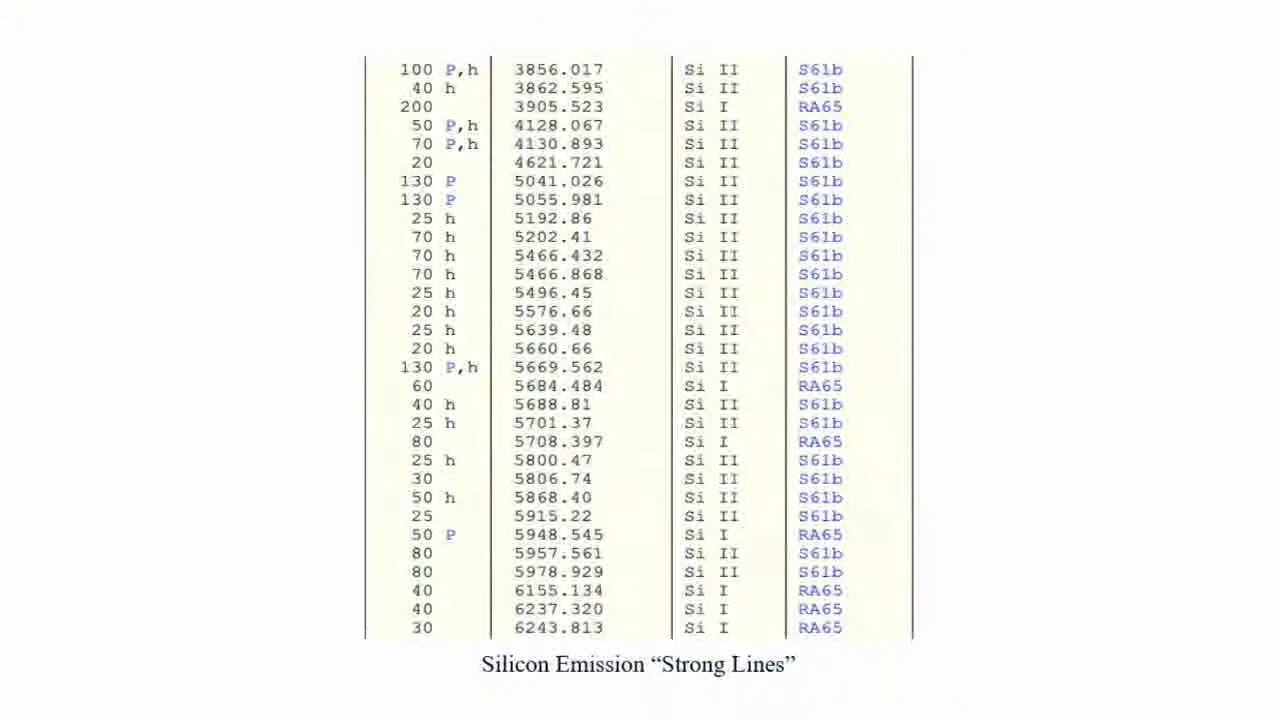 100 P,h 3856.017 Si II S61b
40 h 3862.595 Si II S61b
200 3905.523 Si I RA65
50 P,h 4128.067 Si II S61b
70 P,h 4130.893 Si II S61b
20 4621.721 Si II S61b
130 P 5041.026 Si II S61b
130 P 5055.981 Si II S61b
25 h 5192.86 Si II S61b
70 h 5202.41 Si II S61b
70 h 5466.432 Si II S61b
70 h 5466.868 Si II S61b
25 h 5496.45 Si II S61b
20 h 5576.66 Si II S61b
25 h 5639.48 Si II S61b
20 h 5660.66 Si II S61b
130 P,h 5669.562 Si II S61b
60 5684.484 Si I RA65
40 h 5688.81 Si II S61b
25 h 5701.37 Si II S61b
80 5708.397 Si I RA65
25 h 5800.47 Si II S61b
30 5806.74 Si II S61b
50 h 5868.40 Si II S61b
25 5915.22 Si II S61b
50 P 5948.545 Si I RA65
80 5957.561 Si II S61b
80 5978.929 Si II S61b
40 6155.134 Si I RA65
40 6237.320 Si I RA65
30 6243.813 Si I RA65
Silicon Emission “Strong Lines”